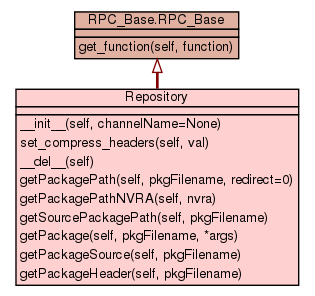 RPC_Base.RPC_Base
get_function(self, function)
Repository
__init__(self, channelName=None)
set_compress_headers(self, val)
__del__(self)
getPackagePath(self, pkgFilename, redirect=0)
getPackagePathNVRA(self, nvra)
getSourcePackagePath(self, pkgFilename)
getPackage(self, pkgFilename, *args)
getPackageSource(self, pkgFilename)
getPackageHeader(self, pkgFilename)